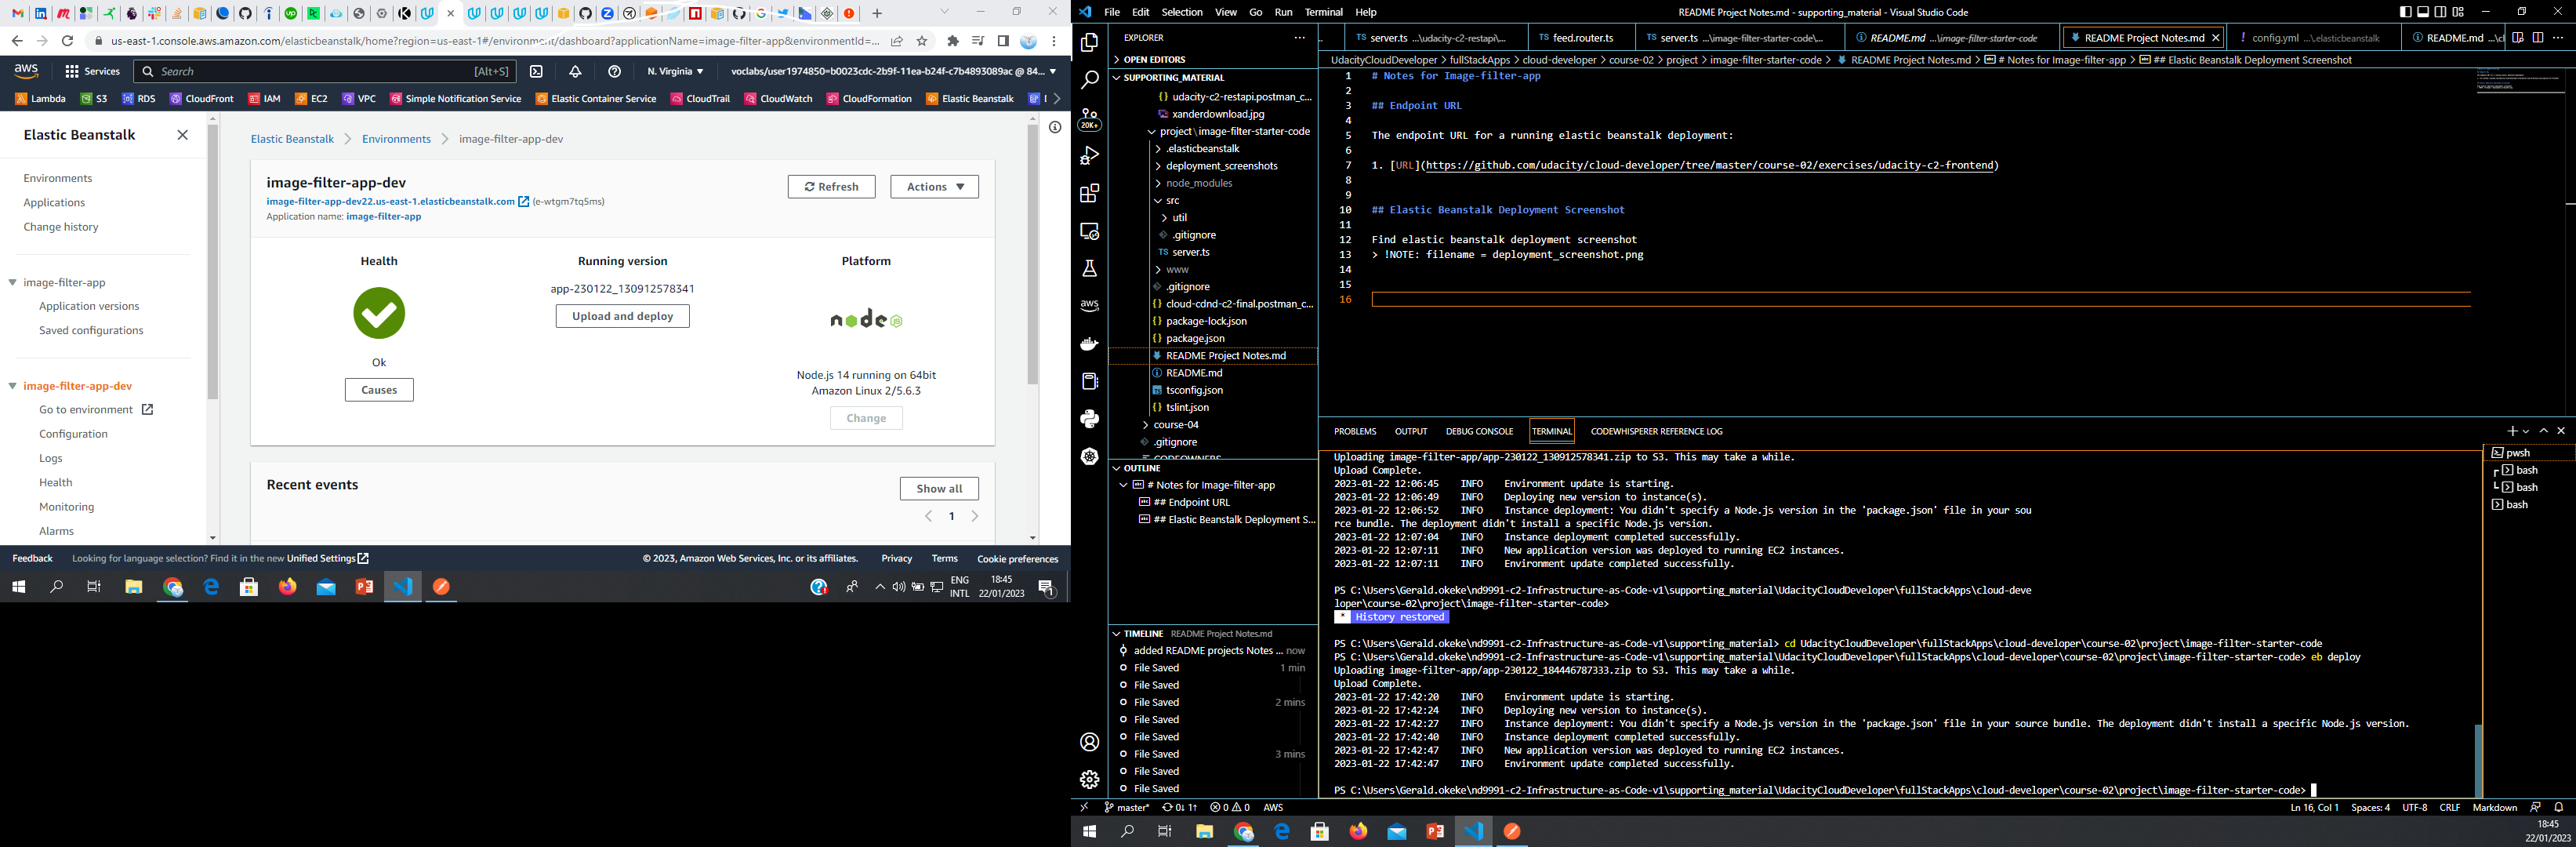 us-east-1.console.aws.amazon.com/elasticbeanstalk/home?region=us-east-1#/environment/dashboard?applicationName=image-filter-app&environmentId=...
aws
Services
Search
[Alt+S]
N. Virginia
voclabs/user1974850=b0023cdc-2b9f-11ea-b24f-c7b4893089ac @ 84...
Lambda S3 RDS CloudFront IAM EC2 VPC Simple Notification Service Elastic Container Service CloudTrail CloudWatch CloudFormation Elastic Beanstalk
Elastic Beanstalk
Environments
Applications
Change history
image-filter-app
Application versions
Saved configurations
image-filter-app-dev
Go to environment
Configuration
Logs
Health
Monitoring
Alarms
Elastic Beanstalk > Environments > image-filter-app-dev
image-filter-app-dev
image-filter-app-dev22.us-east-1.elasticbeanstalk.com (e-wtgm7tq5ms)
Application name: image-filter-app
Refresh
Actions
Health
Ok
Causes
Running version
app-230122_130912578341
Upload and deploy
Platform
node JS
Node.js 14 running on 64bit
Amazon Linux 2/5.6.3
Change
Recent events
Show all
1
Feedback
Looking for language selection? Find it in the new Unified Settings
© 2023, Amazon Web Services, Inc. or its affiliates.
Privacy
Terms
Cookie preferences
ENG
INTL
18:45
22/01/2023
File Edit Selection View Go Run Terminal Help
README Project Notes.md - supporting_material - Visual Studio Code
EXPLORER
OPEN EDITORS
SUPPORTING_MATERIAL
udacity-c2-restapi.postman_c...
xanderdownload.jpg
project\image-filter-starter-code
.elasticbeanstalk
deployment_screenshots
node_modules
src
util
.gitignore
TS server.ts
www
.gitignore
cloud-cdnd-c2-final.postman_c...
package-lock.json
package.json
README Project Notes.md
README.md
tsconfig.json
tslint.json
course-04
.gitignore
CODEOWNERS
20K+
aws
OUTLINE
# Notes for Image-filter-app
## Endpoint URL
## Elastic Beanstalk Deployment S...
TIMELINE README Project Notes.md
added README projects Notes ... now
File Saved 1 min
File Saved
File Saved 2 mins
File Saved
File Saved
File Saved 3 mins
File Saved
File Saved
TS server.ts ...\udacity-c2-restapi\...
TS feed.router.ts
TS server.ts ...\image-filter-starter-code\...
README.md ...\image-filter-starter-code
README Project Notes.md
! config.yml ...\.elasticbeanstalk
README.md ...\cl
UdacityCloudDeveloper > fullStackApps > cloud-developer > course-02 > project > image-filter-starter-code > README Project Notes.md > # Notes for Image-filter-app > ## Elastic Beanstalk Deployment Screenshot
1 # Notes for Image-filter-app
2
3 ## Endpoint URL
4
5 The endpoint URL for a running elastic beanstalk deployment:
6
7 1. [URL](https://github.com/udacity/cloud-developer/tree/master/course-02/exercises/udacity-c2-frontend)
8
9
10 ## Elastic Beanstalk Deployment Screenshot
11
12 Find elastic beanstalk deployment screenshot
13 > !NOTE: filename = deployment_screenshot.png
14
15
16
PROBLEMS OUTPUT DEBUG CONSOLE TERMINAL CODEWHISPERER REFERENCE LOG
Uploading image-filter-app/app-230122_130912578341.zip to S3. This may take a while.
Upload Complete.
2023-01-22 12:06:45 INFO Environment update is starting.
2023-01-22 12:06:49 INFO Deploying new version to instance(s).
2023-01-22 12:06:52 INFO Instance deployment: You didn't specify a Node.js version in the 'package.json' file in your sou
rce bundle. The deployment didn't install a specific Node.js version.
2023-01-22 12:07:04 INFO Instance deployment completed successfully.
2023-01-22 12:07:11 INFO New application version was deployed to running EC2 instances.
2023-01-22 12:07:11 INFO Environment update completed successfully.
PS C:\Users\Gerald.okeke\nd9991-c2-Infrastructure-as-Code-v1\supporting_material\UdacityCloudDeveloper\fullStackApps\cloud-deve
loper\course-02\project\image-filter-starter-code>
* History restored
PS C:\Users\Gerald.okeke\nd9991-c2-Infrastructure-as-Code-v1\supporting_material> cd UdacityCloudDeveloper\fullStackApps\cloud-developer\course-02\project\image-filter-starter-code
PS C:\Users\Gerald.okeke\nd9991-c2-Infrastructure-as-Code-v1\supporting_material\UdacityCloudDeveloper\fullStackApps\cloud-developer\course-02\project\image-filter-starter-code> eb deploy
Uploading image-filter-app/app-230122_184446787333.zip to S3. This may take a while.
Upload Complete.
2023-01-22 17:42:20 INFO Environment update is starting.
2023-01-22 17:42:24 INFO Deploying new version to instance(s).
2023-01-22 17:42:27 INFO Instance deployment: You didn't specify a Node.js version in the 'package.json' file in your source bundle. The deployment didn't install a specific Node.js version.
2023-01-22 17:42:40 INFO Instance deployment completed successfully.
2023-01-22 17:42:47 INFO New application version was deployed to running EC2 instances.
2023-01-22 17:42:47 INFO Environment update completed successfully.
PS C:\Users\Gerald.okeke\nd9991-c2-Infrastructure-as-Code-v1\supporting_material\UdacityCloudDeveloper\fullStackApps\cloud-developer\course-02\project\image-filter-starter-code>
pwsh
bash
bash
bash
master* 0↓ 1↑ 0 0 AWS
Ln 16, Col 1 Spaces: 4 UTF-8 CRLF Markdown
18:45
22/01/2023